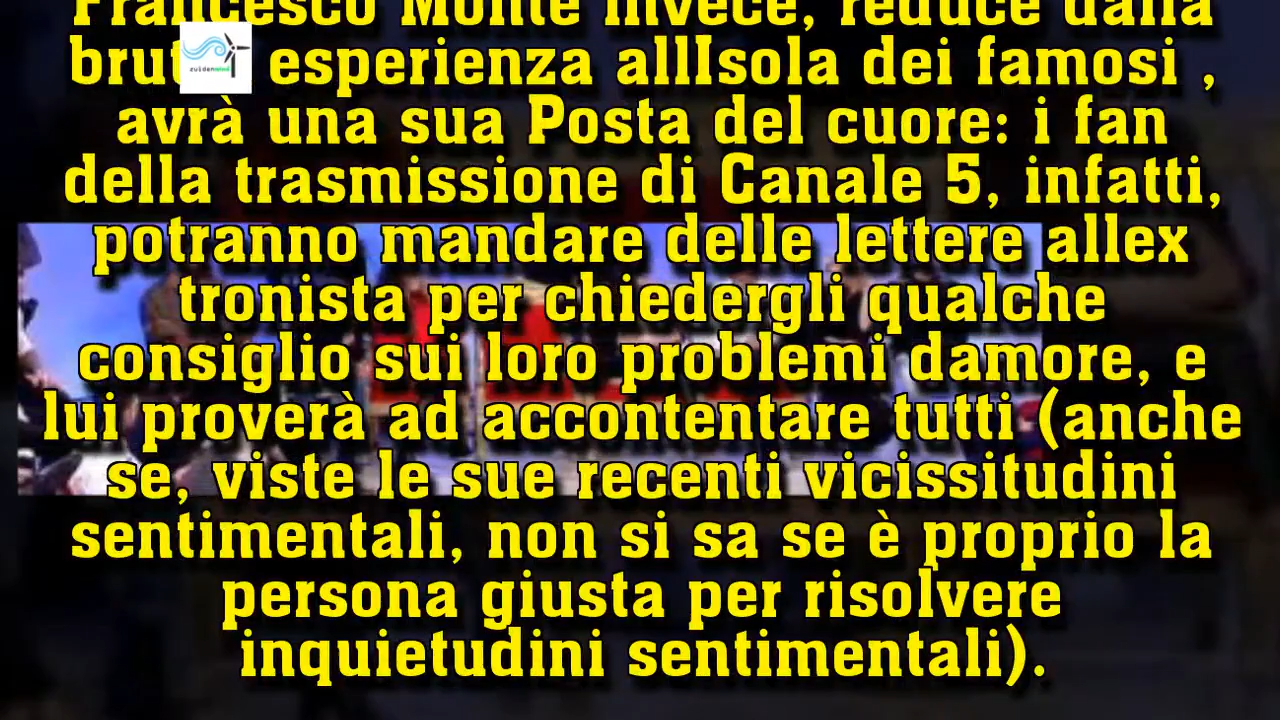 Francesco Monte invece, reduce dalla
brutta esperienza allIsola dei famosi ,
avrà una sua Posta del cuore: i fan
della trasmissione di Canale 5, infatti,
potranno mandare delle lettere allex
tronista per chiedergli qualche
consiglio sui loro problemi damore, e
lui proverà ad accontentare tutti (anche
se, viste le sue recenti vicissitudini
sentimentali, non si sa se è proprio la
persona giusta per risolvere
inquietudini sentimentali).